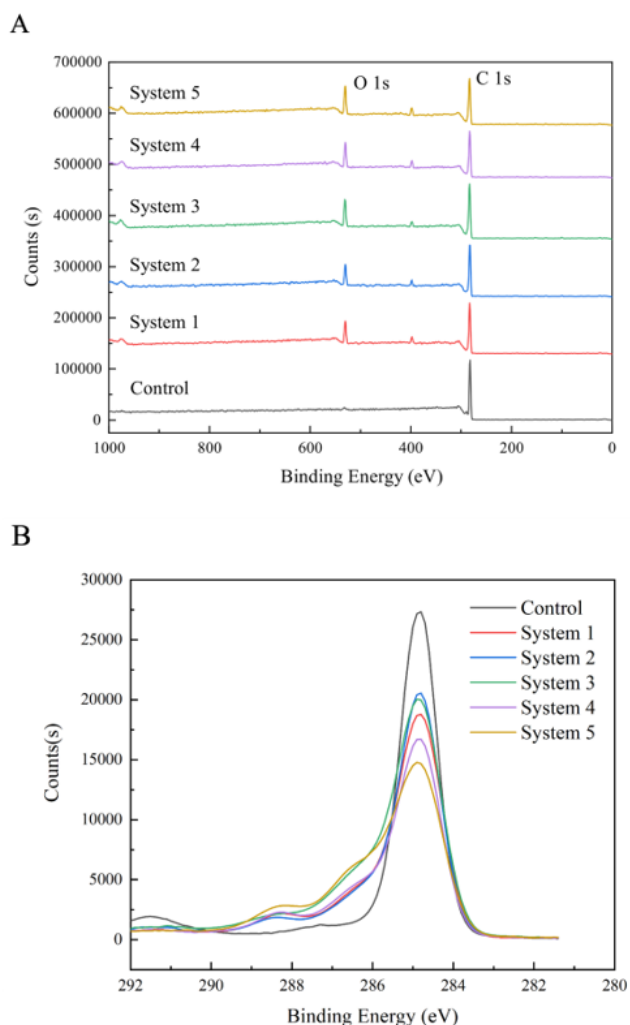 A
700000
600000
500000
400000
300000
200000
100000
0
Counts (s)
System 5
System 4
System 3
System 2
System 1
Control
O 1s
C 1s
1000 800 600 400 200 0
Binding Energy (eV)
B
30000
25000
20000
15000
10000
5000
0
Counts(s)
Control
System 1
System 2
System 3
System 4
System 5
292 290 288 286 284 282 280
Binding Energy (eV)